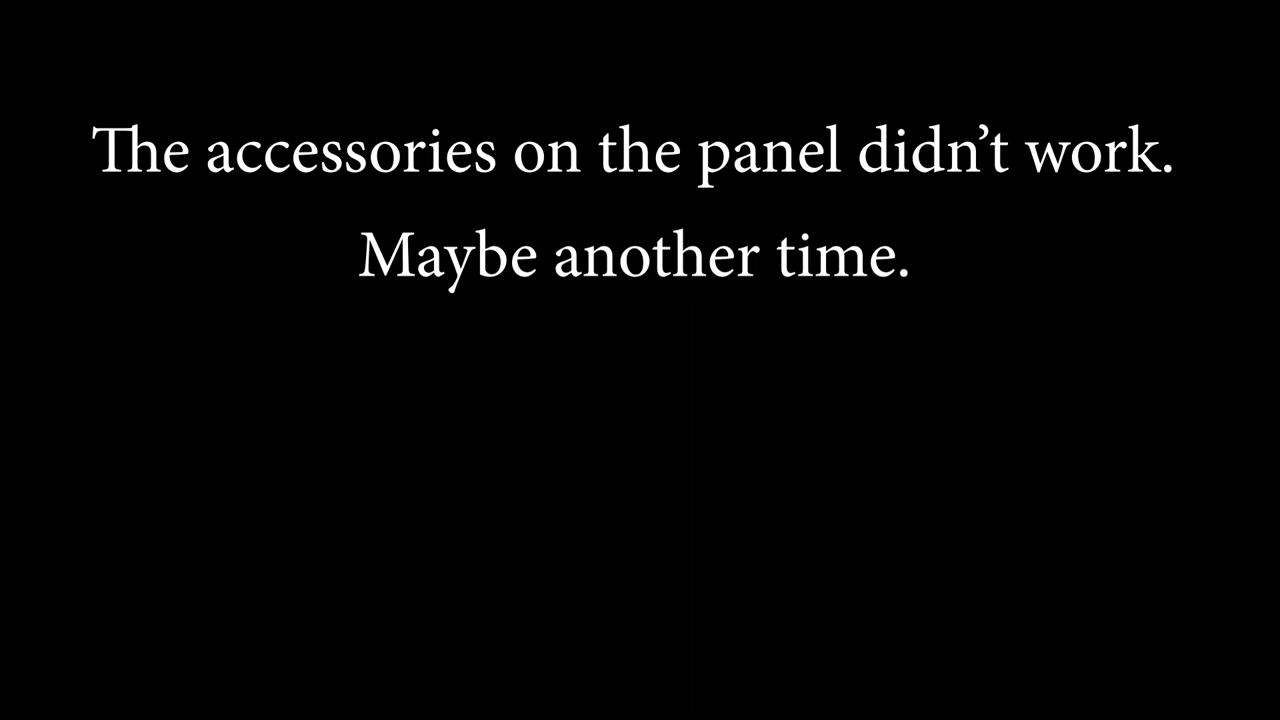 The accessories on the panel didn’t work.
Maybe another time.